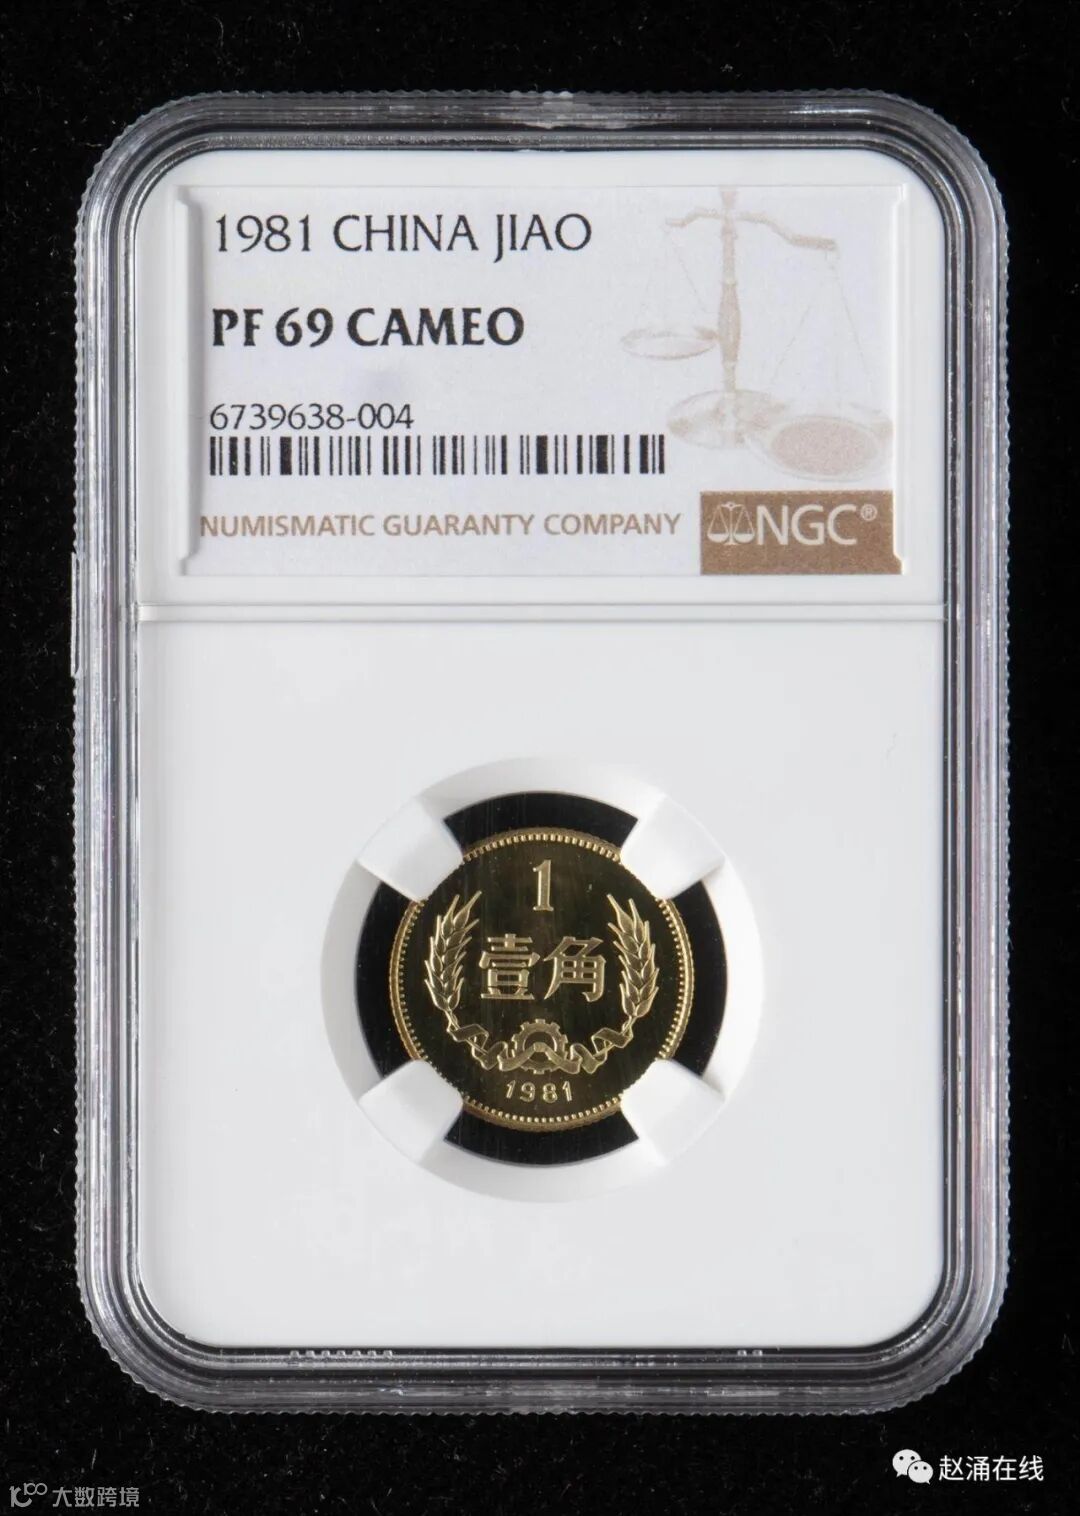 1981 CHINA JIAO
PF 69 CAMEO
6739638-004
NUMISMATIC GUARANTY COMPANY
NGC®
1
壹角
1981
赵涌在线
大数跨境